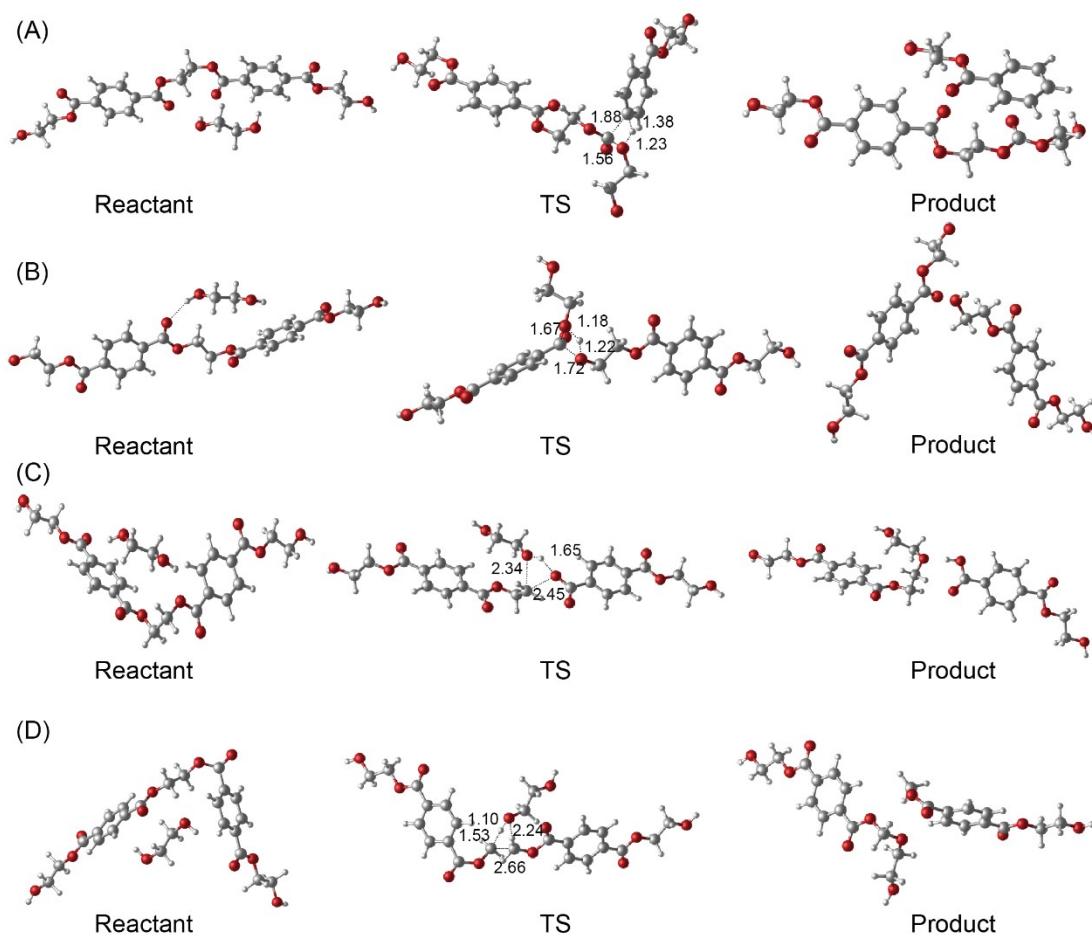 (A)
1.88
1.38
1.56
1.23
Reactant
TS
Product
(B)
1.18
1.67
1.22
1.72
Reactant
TS
Product
(C)
1.65
2.34
2.45
Reactant
TS
Product
(D)
1.10
1.53
2.24
2.66
Reactant
TS
Product